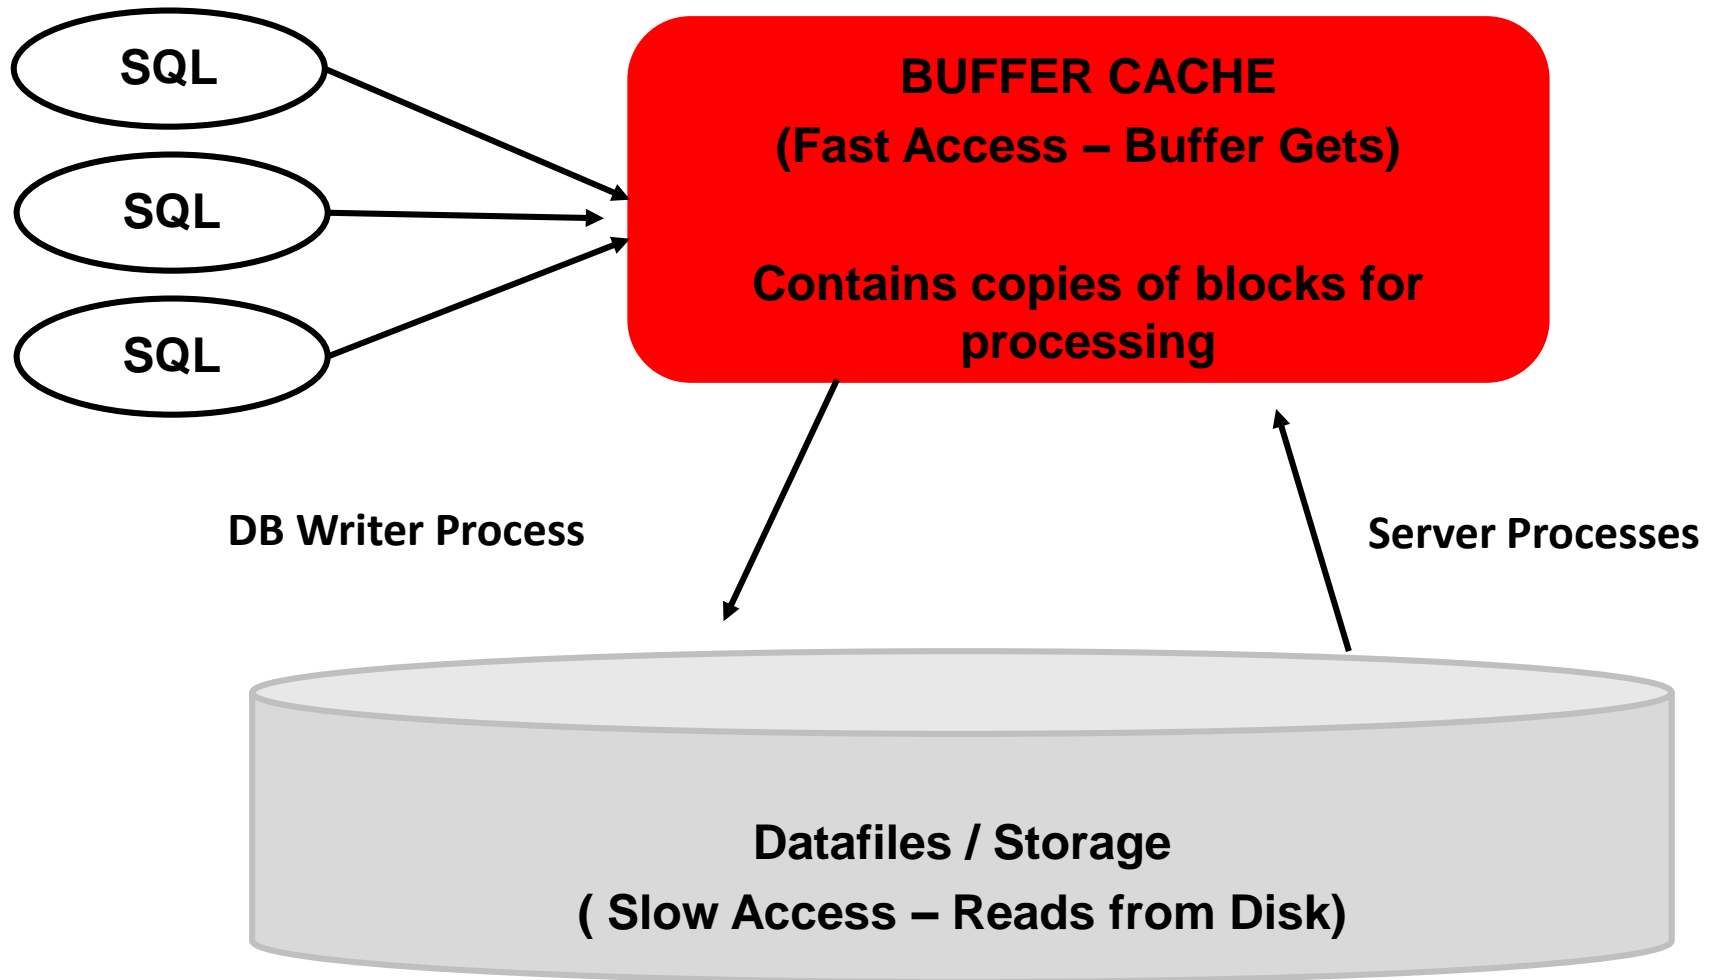 SQL
SQL
SQL
BUFFER CACHE
(Fast Access – Buffer Gets)
Contains copies of blocks for
processing
DB Writer Process
Server Processes
Datafiles / Storage
( Slow Access – Reads from Disk)